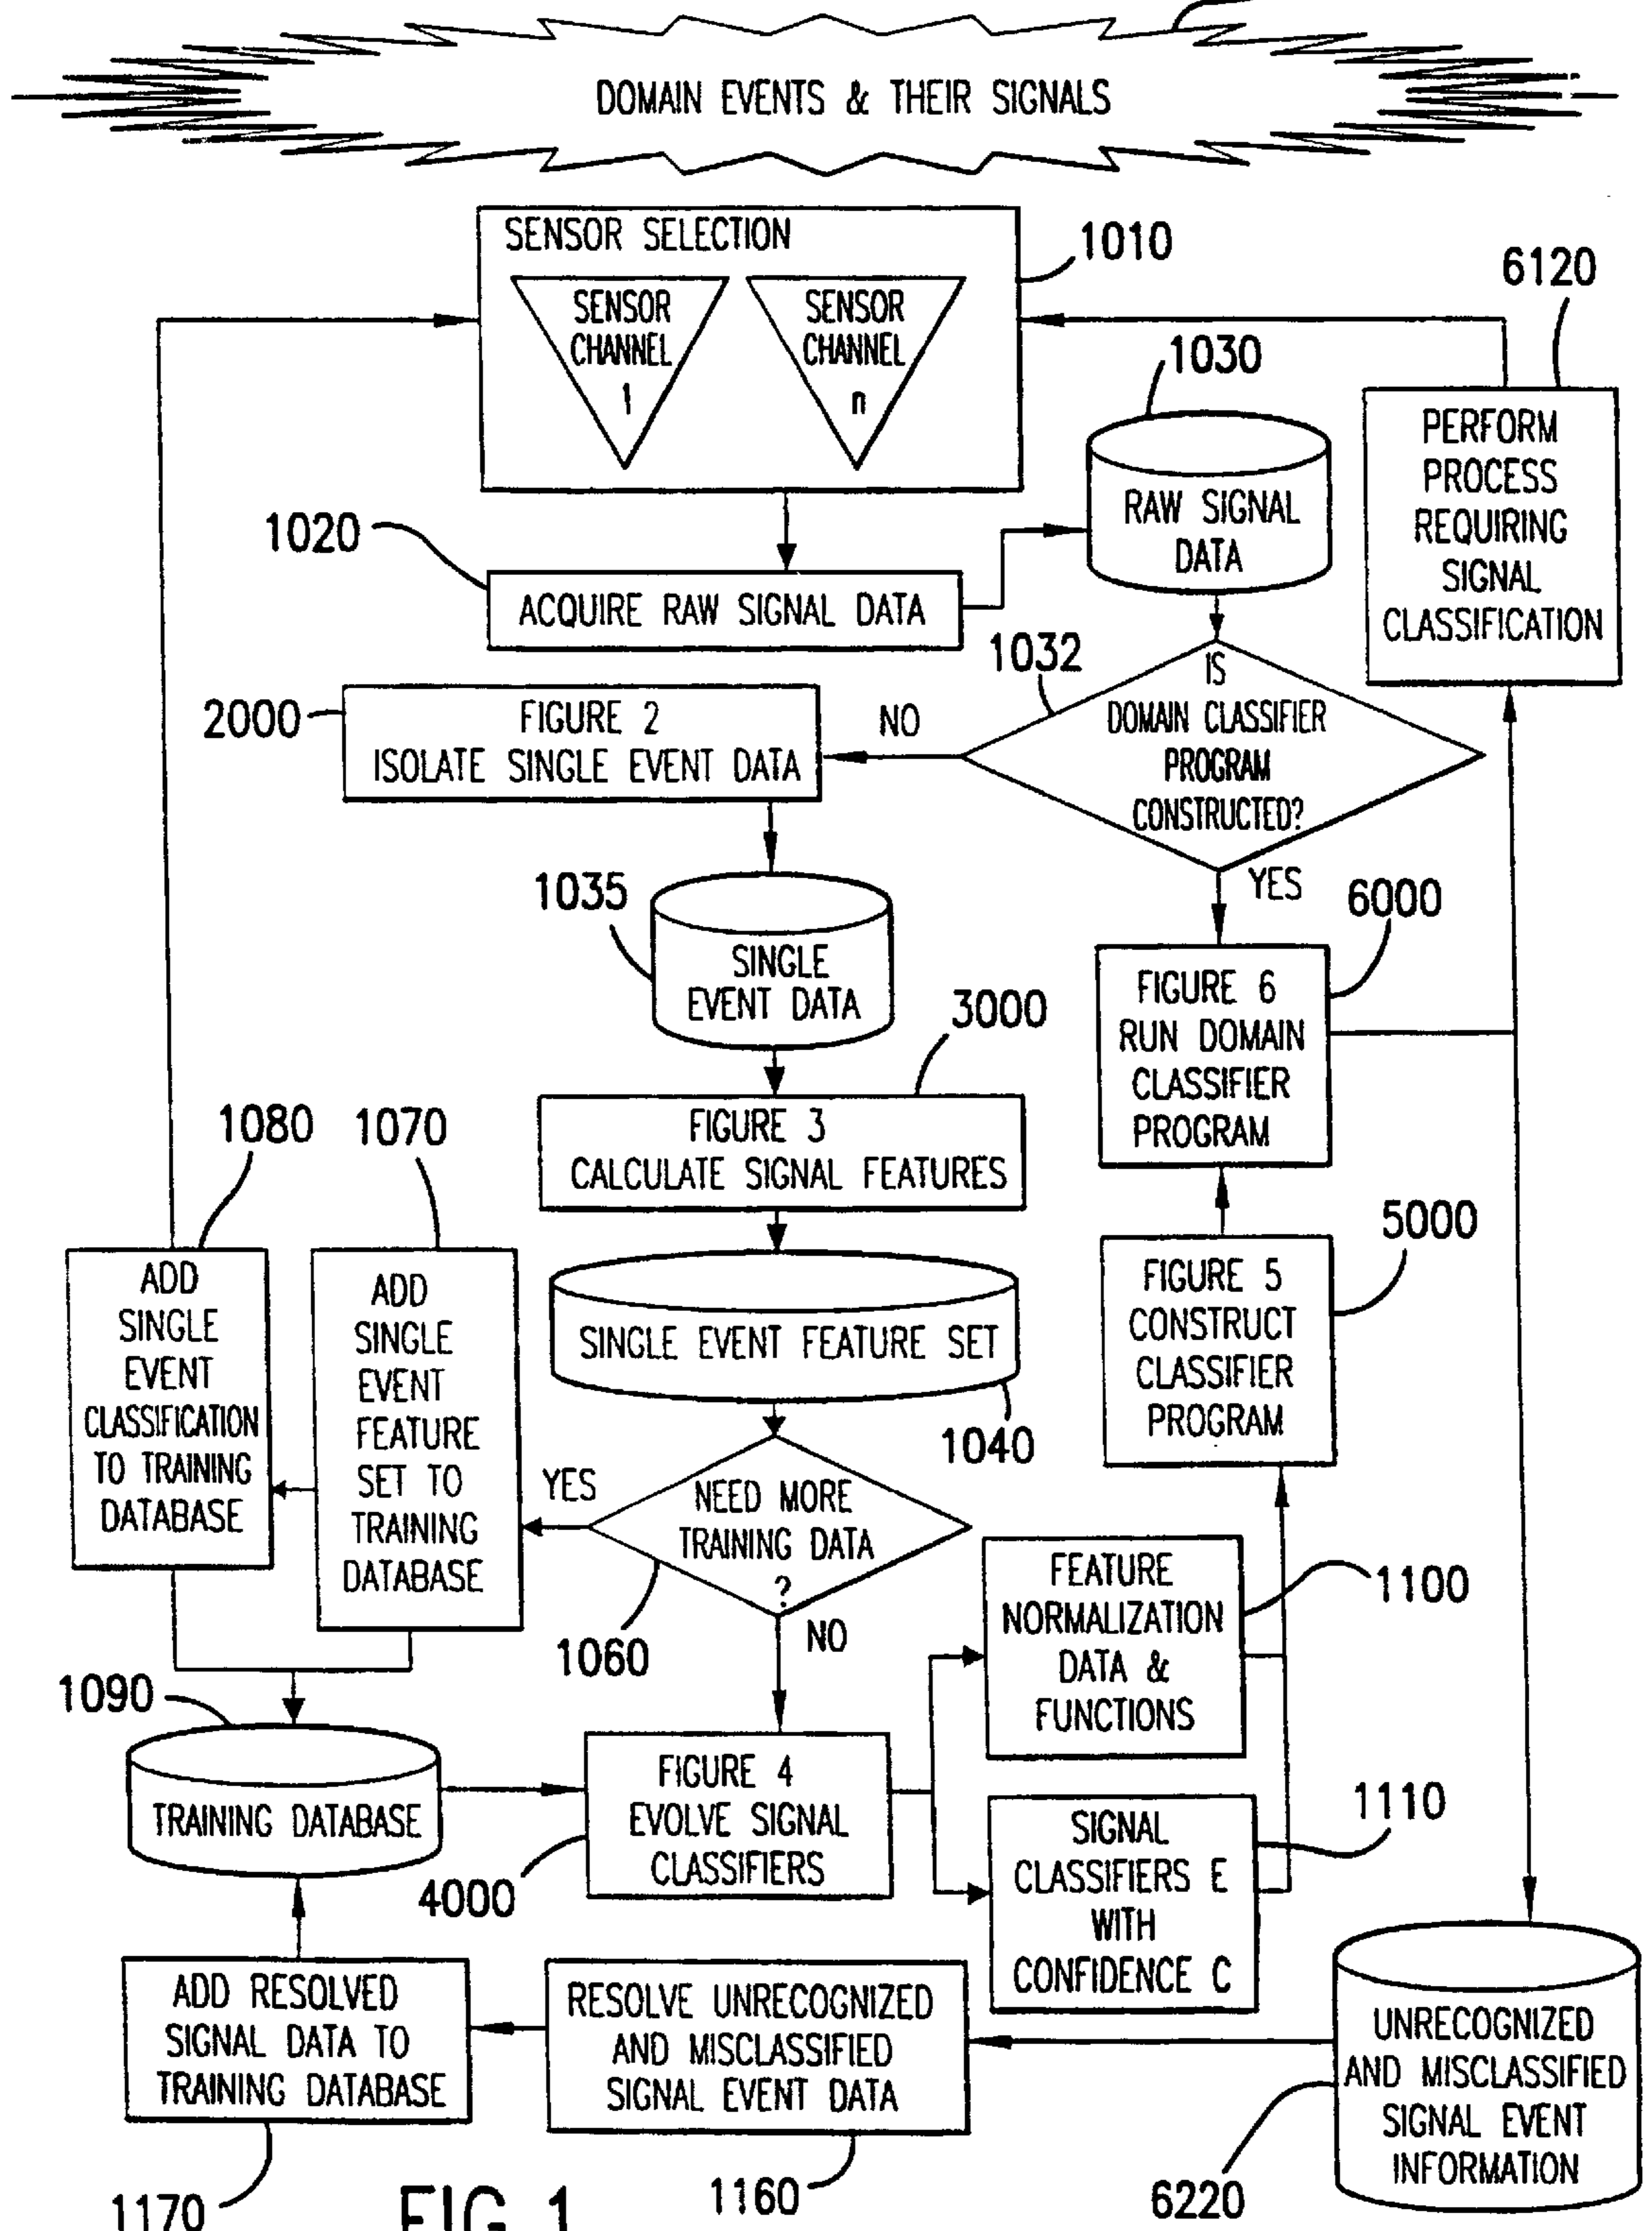 DOMAIN EVENTS & THEIR SIGNALS
SENSOR SELECTION
1010
SENSOR
CHANNEL
1
SENSOR
CHANNEL
n
6120
1030
PERFORM
PROCESS
REQUIRING
SIGNAL
CLASSIFICATION
RAW SIGNAL
DATA
1020
ACQUIRE RAW SIGNAL DATA
1032
IS
DOMAIN CLASSIFIER
PROGRAM
CONSTRUCTED?
NO
2000
FIGURE 2
ISOLATE SINGLE EVENT DATA
YES
1035
SINGLE
EVENT DATA
6000
FIGURE 6
RUN DOMAIN
CLASSIFIER
PROGRAM
3000
FIGURE 3
CALCULATE SIGNAL FEATURES
1080
1070
5000
FIGURE 5
CONSTRUCT
CLASSIFIER
PROGRAM
ADD
SINGLE
EVENT
CLASSIFICATION
TO TRAINING
DATABASE
ADD
SINGLE
EVENT
FEATURE
SET TO
TRAINING
DATABASE
SINGLE EVENT FEATURE SET
1040
YES
NEED MORE
TRAINING DATA
?
1060
NO
FEATURE
NORMALIZATION
DATA &
FUNCTIONS
1100
1090
TRAINING DATABASE
FIGURE 4
EVOLVE SIGNAL
CLASSIFIERS
4000
1110
SIGNAL
CLASSIFIERS E
WITH
CONFIDENCE C
ADD RESOLVED
SIGNAL DATA TO
TRAINING DATABASE
RESOLVE UNRECOGNIZED
AND MISCLASSIFIED
SIGNAL EVENT DATA
UNRECOGNIZED
AND MISCLASSIFIED
SIGNAL EVENT
INFORMATION
1170
FIG. 1
1160
6220